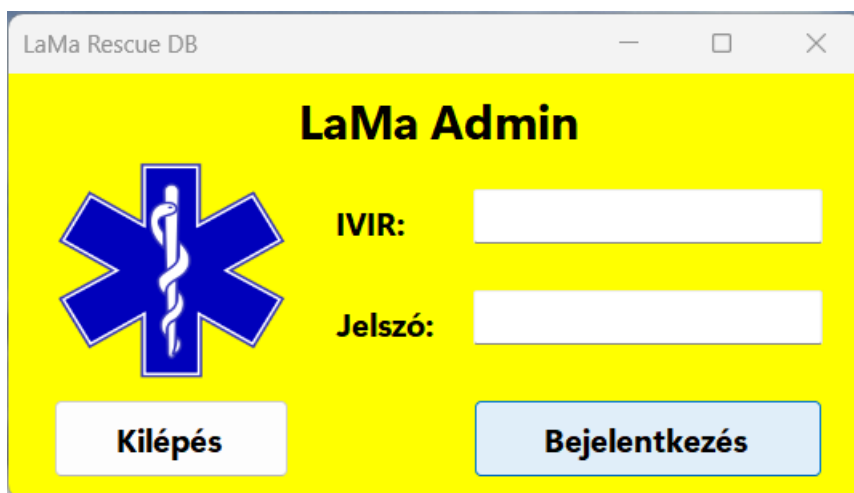 LaMa Rescue DB
LaMa Admin
IVIR:
Jelszó:
Kilépés
Bejelentkezés